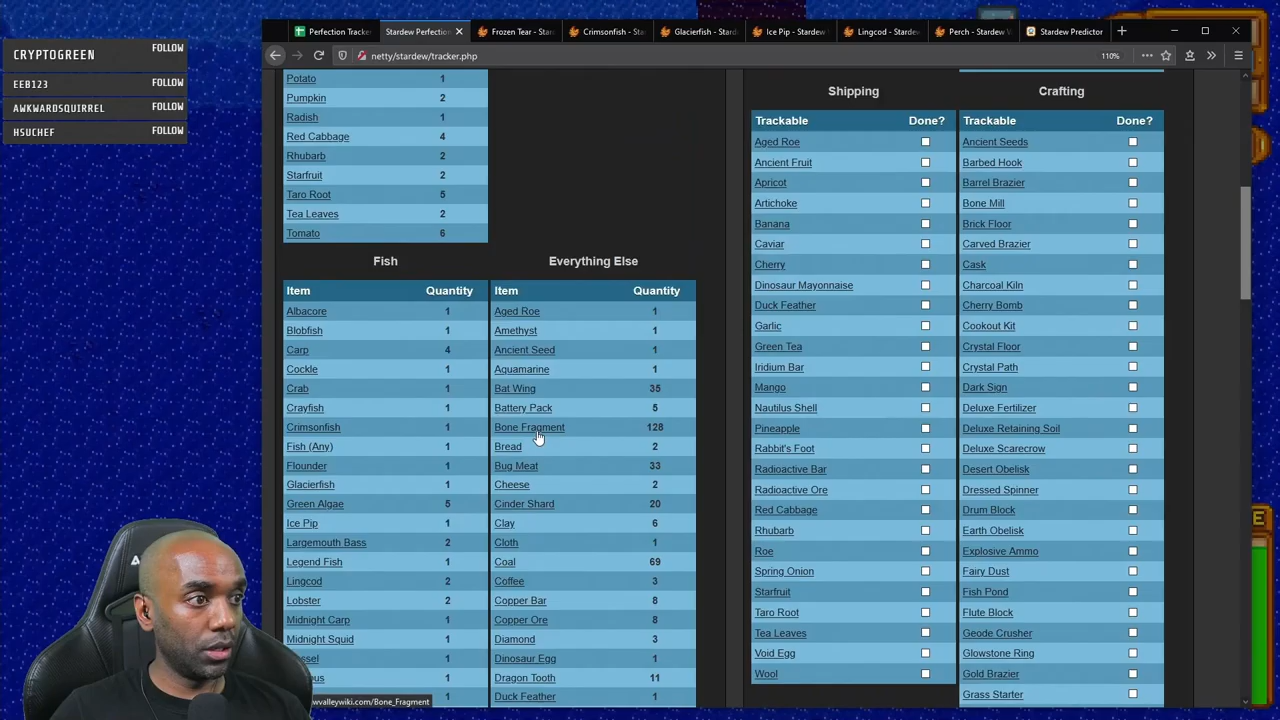 CRYPTOGREEN FOLLOW
FEB123 FOLLOW
AWKWARDSQUIRREL FOLLOW
HSUCHEF FOLLOW
Perfection Tracke
Stardew Perfection
Frozen Tear - Star
Crimsonfish - Sta
Glacierfish - Stard
Ice Pip - Stardew
Lingcod - Stardew
Perch - Stardew W
Stardew Predictor
netty/stardew/tracker.php
110%
Potato 1
Pumpkin 2
Radish 1
Red Cabbage 4
Rhubarb 2
Starfruit 2
Taro Root 5
Tea Leaves 2
Tomato 6
Fish
Item Quantity
Albacore 1
Blobfish 1
Carp 4
Cockle 1
Crab 1
Crayfish 1
Crimsonfish 1
Fish (Any) 1
Flounder 1
Glacierfish 1
Green Algae 5
Ice Pip 1
Largemouth Bass 2
Legend Fish 1
Lingcod 2
Lobster 2
Midnight Carp 1
Midnight Squid 1
ssel 1
us 1
1
Everything Else
Item Quantity
Aged Roe 1
Amethyst 1
Ancient Seed 1
Aquamarine 1
Bat Wing 35
Battery Pack 5
Bone Fragment 128
Bread 2
Bug Meat 33
Cheese 2
Cinder Shard 20
Clay 6
Cloth 1
Coal 69
Coffee 3
Copper Bar 8
Copper Ore 8
Diamond 3
Dinosaur Egg 1
Dragon Tooth 11
Duck Feather 1
Shipping
Trackable Done?
Aged Roe
Ancient Fruit
Apricot
Artichoke
Banana
Caviar
Cherry
Dinosaur Mayonnaise
Duck Feather
Garlic
Green Tea
Iridium Bar
Mango
Nautilus Shell
Pineapple
Rabbit's Foot
Radioactive Bar
Radioactive Ore
Red Cabbage
Rhubarb
Roe
Spring Onion
Starfruit
Taro Root
Tea Leaves
Void Egg
Wool
Crafting
Trackable Done?
Ancient Seeds
Barbed Hook
Barrel Brazier
Bone Mill
Brick Floor
Carved Brazier
Cask
Charcoal Kiln
Cherry Bomb
Cookout Kit
Crystal Floor
Crystal Path
Dark Sign
Deluxe Fertilizer
Deluxe Retaining Soil
Deluxe Scarecrow
Desert Obelisk
Dressed Spinner
Drum Block
Earth Obelisk
Explosive Ammo
Fairy Dust
Fish Pond
Flute Block
Geode Crusher
Glowstone Ring
Gold Brazier
Grass Starter
wvalleywiki.com/Bone_Fragment